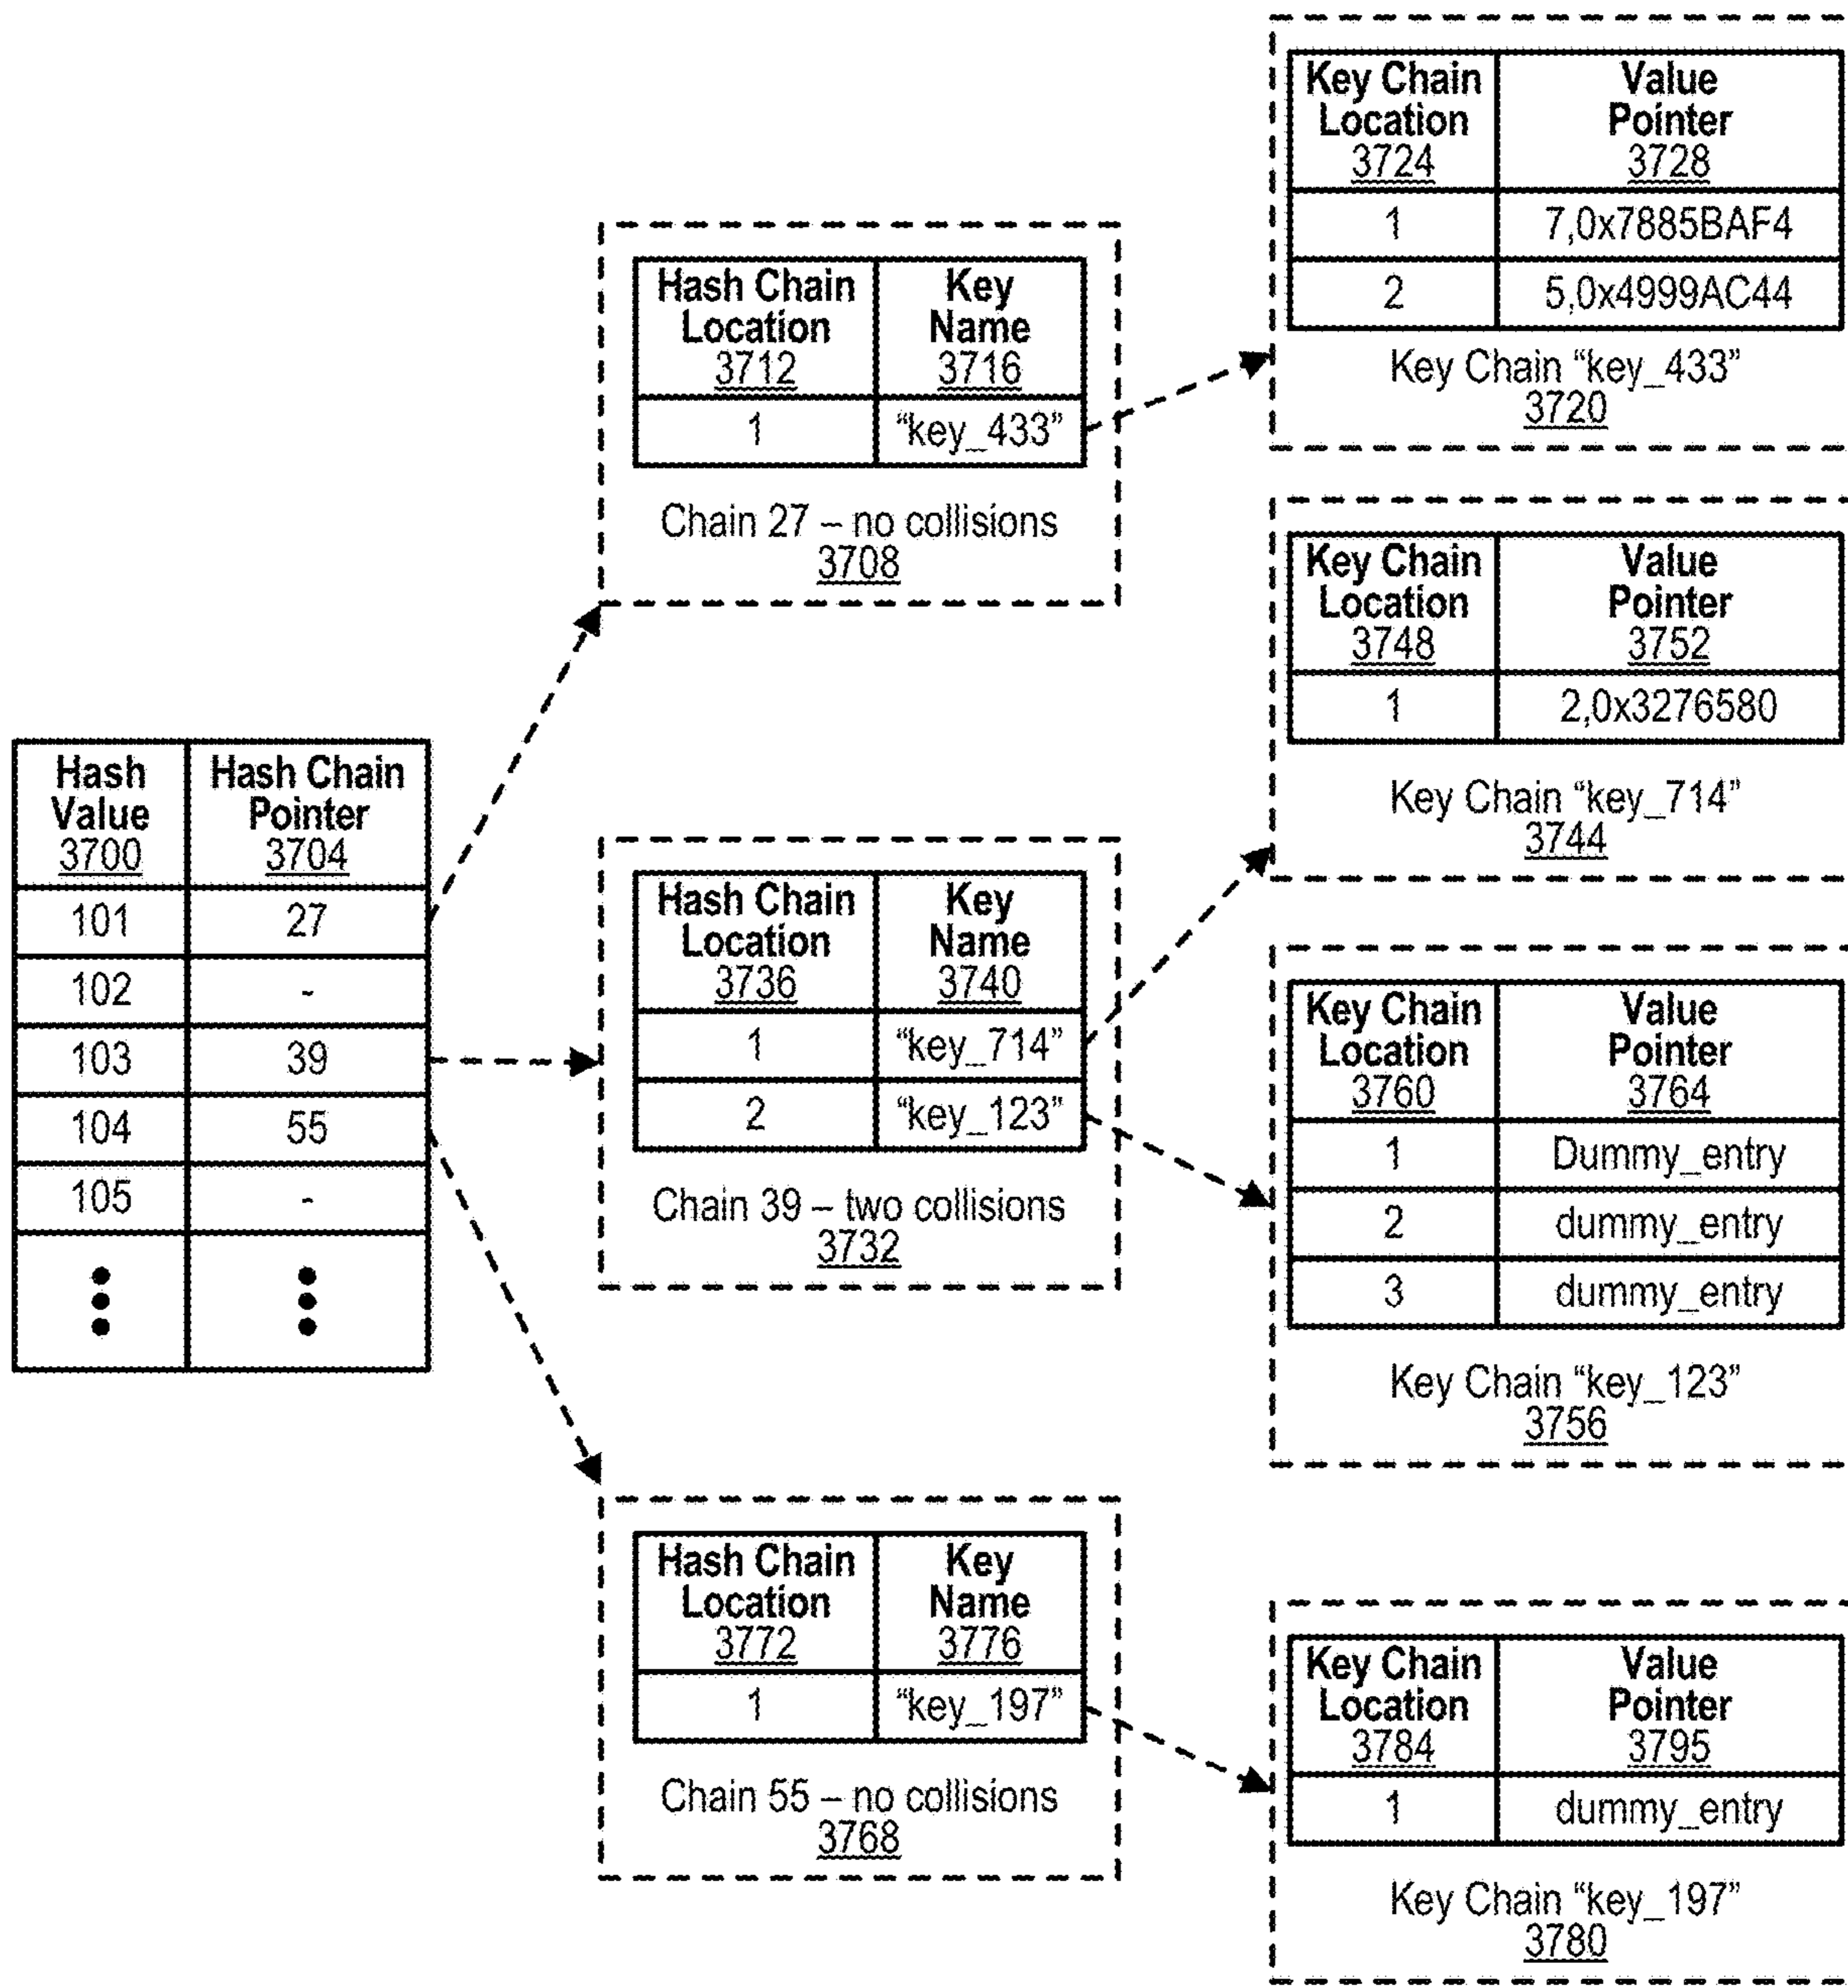 Hash Value 3700 Hash Chain Pointer 3704
101 27
102 -
103 39
104 55
105 -
Hash Chain Location 3712 Key Name 3716
1 “key_433”
Chain 27 – no collisions
3708
Hash Chain Location 3736 Key Name 3740
1 “key_714”
2 “key_123”
Chain 39 – two collisions
3732
Hash Chain Location 3772 Key Name 3776
1 “key_197”
Chain 55 – no collisions
3768
Key Chain Location 3724 Value Pointer 3728
1 7,0x7885BAF4
2 5,0x4999AC44
Key Chain “key_433”
3720
Key Chain Location 3748 Value Pointer 3752
1 2,0x3276580
Key Chain “key_714”
3744
Key Chain Location 3760 Value Pointer 3764
1 Dummy_entry
2 dummy_entry
3 dummy_entry
Key Chain “key_123”
3756
Key Chain Location 3784 Value Pointer 3795
1 dummy_entry
Key Chain “key_197”
3780